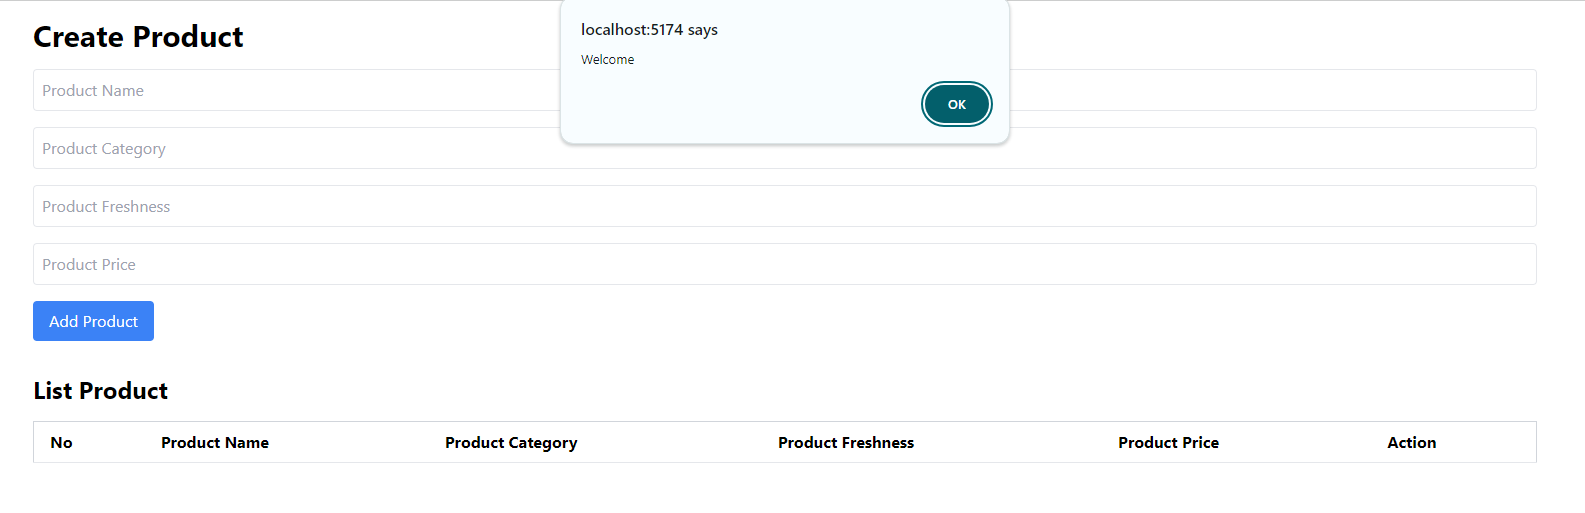 Create Product
localhost:5174 says
Welcome
OK
Product Name
Product Category
Product Freshness
Product Price
Add Product
List Product
No Product Name Product Category Product Freshness Product Price Action